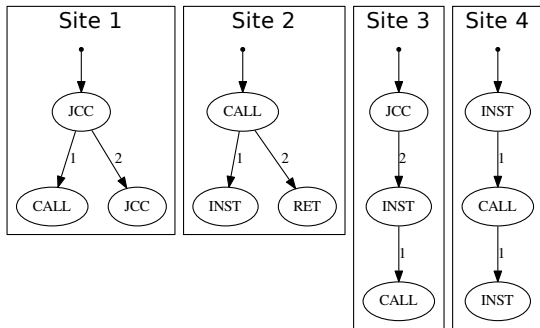 Site 1
JCC
1
2
CALL
JCC
Site 2
CALL
1
2
INST
RET
Site 3
JCC
2
INST
1
CALL
Site 4
INST
1
CALL
1
INST